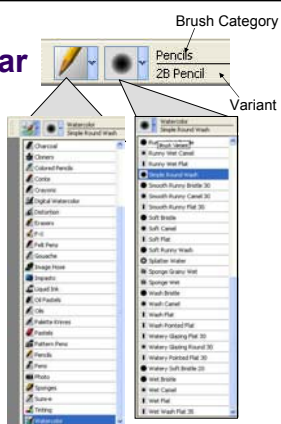 Brush Category
ar
Pencils
2B Pencil
Variant
Watercolor
Simple Round Wash
Charcoal
Cloners
Colored Pencils
Conte
Crayons
Digital Watercolor
Distortion
Erasers
F-X
Felt Pens
Gouache
Image Hose
Impasto
Liquid Ink
Oil Pastels
Oils
Palette Knives
Pastels
Pattern Pens
Pencils
Pens
Photo
Sponges
Sumi-e
Tinting
Watercolor
Watercolor
Simple Round Wash
Brush Variant
Runny Wet Camel
Runny Wet Flat
Simple Round Wash
Smooth Runny Bristle 30
Smooth Runny Camel 30
Smooth Runny Flat 30
Soft Bristle
Soft Camel
Soft Flat
Soft Runny Wash
Splatter Water
Sponge Grainy Wet
Sponge Wet
Wash Bristle
Wash Camel
Wash Flat
Wash Pointed Flat
Watery Glazing Flat 30
Watery Glazing Round 30
Watery Pointed Flat 30
Watery Soft Bristle 20
Wet Bristle
Wet Camel
Wet Flat
Wet Wash Flat 35